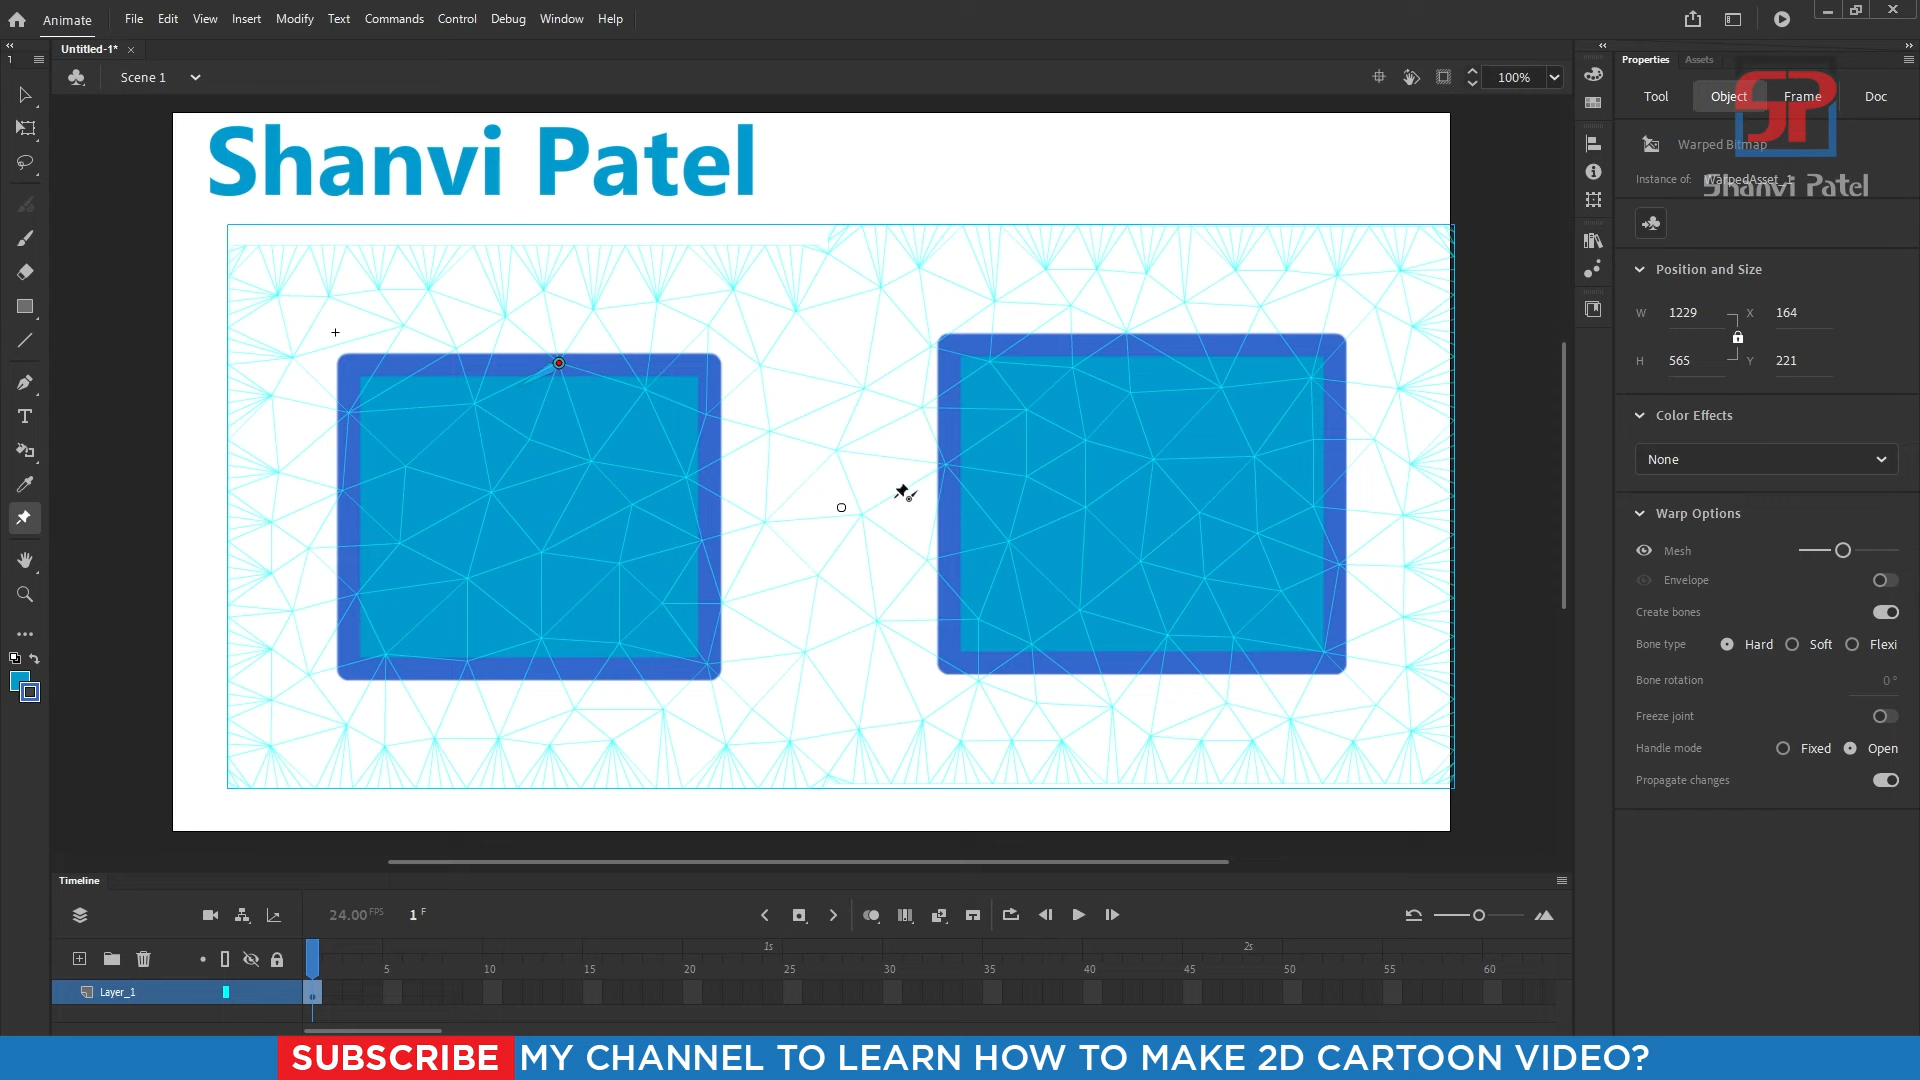 Animate File Edit View Insert Modify Text Commands Control Debug Window Help
Untitled-1*
Scene 1 100%
Properties Assets
Tool Object Frame Doc
Warped Bitmap
Instance of: WarpedAsset_1
Shanvi Patel
Shanvi Patel
Position and Size
W 1229 X 164
H 565 Y 221
Color Effects
None
Warp Options
Mesh
Envelope
Create bones
Bone type Hard Soft Flexi
Bone rotation 0°
Freeze joint
Handle mode Fixed Open
Propagate changes
Timeline
24.00 FPS 1 F
1s 2s
5 10 15 20 25 30 35 40 45 50 55 60
Layer_1
SUBSCRIBE MY CHANNEL TO LEARN HOW TO MAKE 2D CARTOON VIDEO?